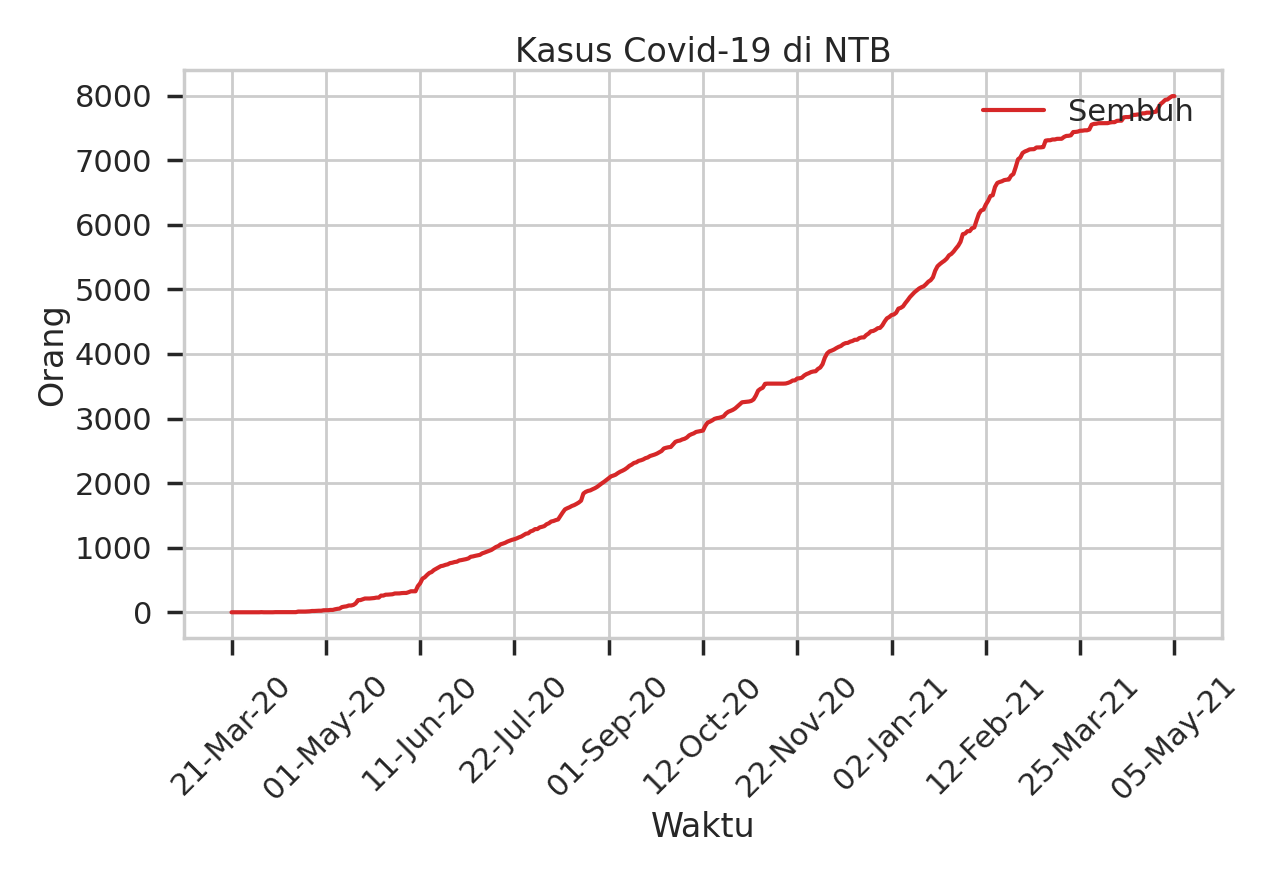 Kasus Covid-19 di NTB
8000
7000
6000
5000
4000
3000
2000
1000
0
Orang
Sembuh
21-Mar-20
01-May-20
11-Jun-20
22-Jul-20
01-Sep-20
12-Oct-20
22-Nov-20
02-Jan-21
12-Feb-21
25-Mar-21
05-May-21
Waktu